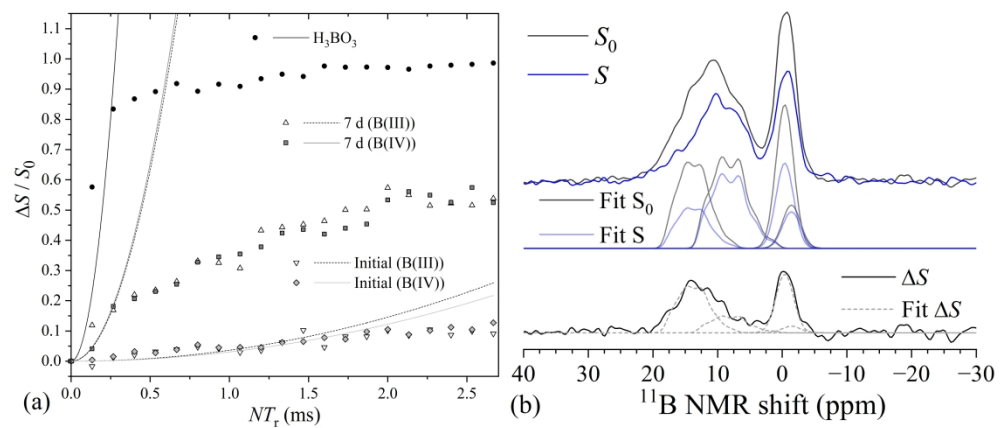 1.1
1.0
0.9
0.8
0.7
0.6
0.5
0.4
0.3
0.2
0.1
0.0
ΔS / S₀
H₃BO₃
7 d (B(III))
7 d (B(IV))
Initial (B(III))
Initial (B(IV))
0.0 0.5 1.0 1.5 2.0 2.5
NTᵣ (ms)
(a)
S₀
S
Fit S₀
Fit S
ΔS
Fit ΔS
40 30 20 10 0 −10 −20 −30
¹¹B NMR shift (ppm)
(b)